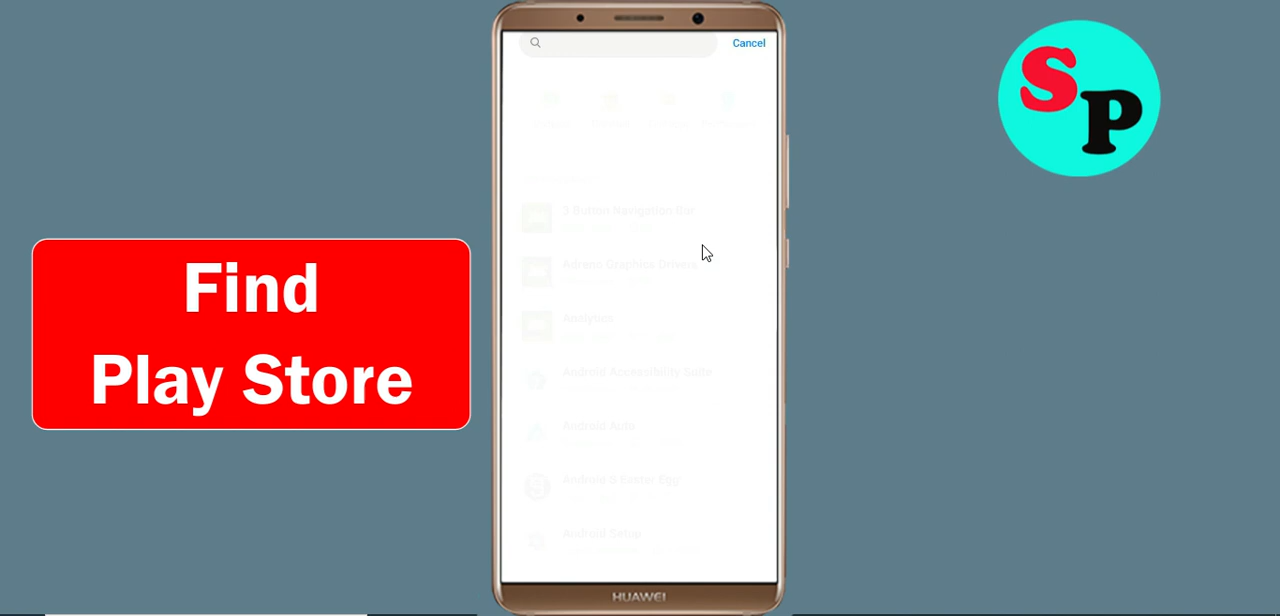 Cancel
3 Button Navigation Bar
Adreno Graphics Drivers
Analytics
Android Accessibility Suite
Android Auto
Android S Easter Egg
Android Setup
Find
Play Store
S
P
HUAWEI